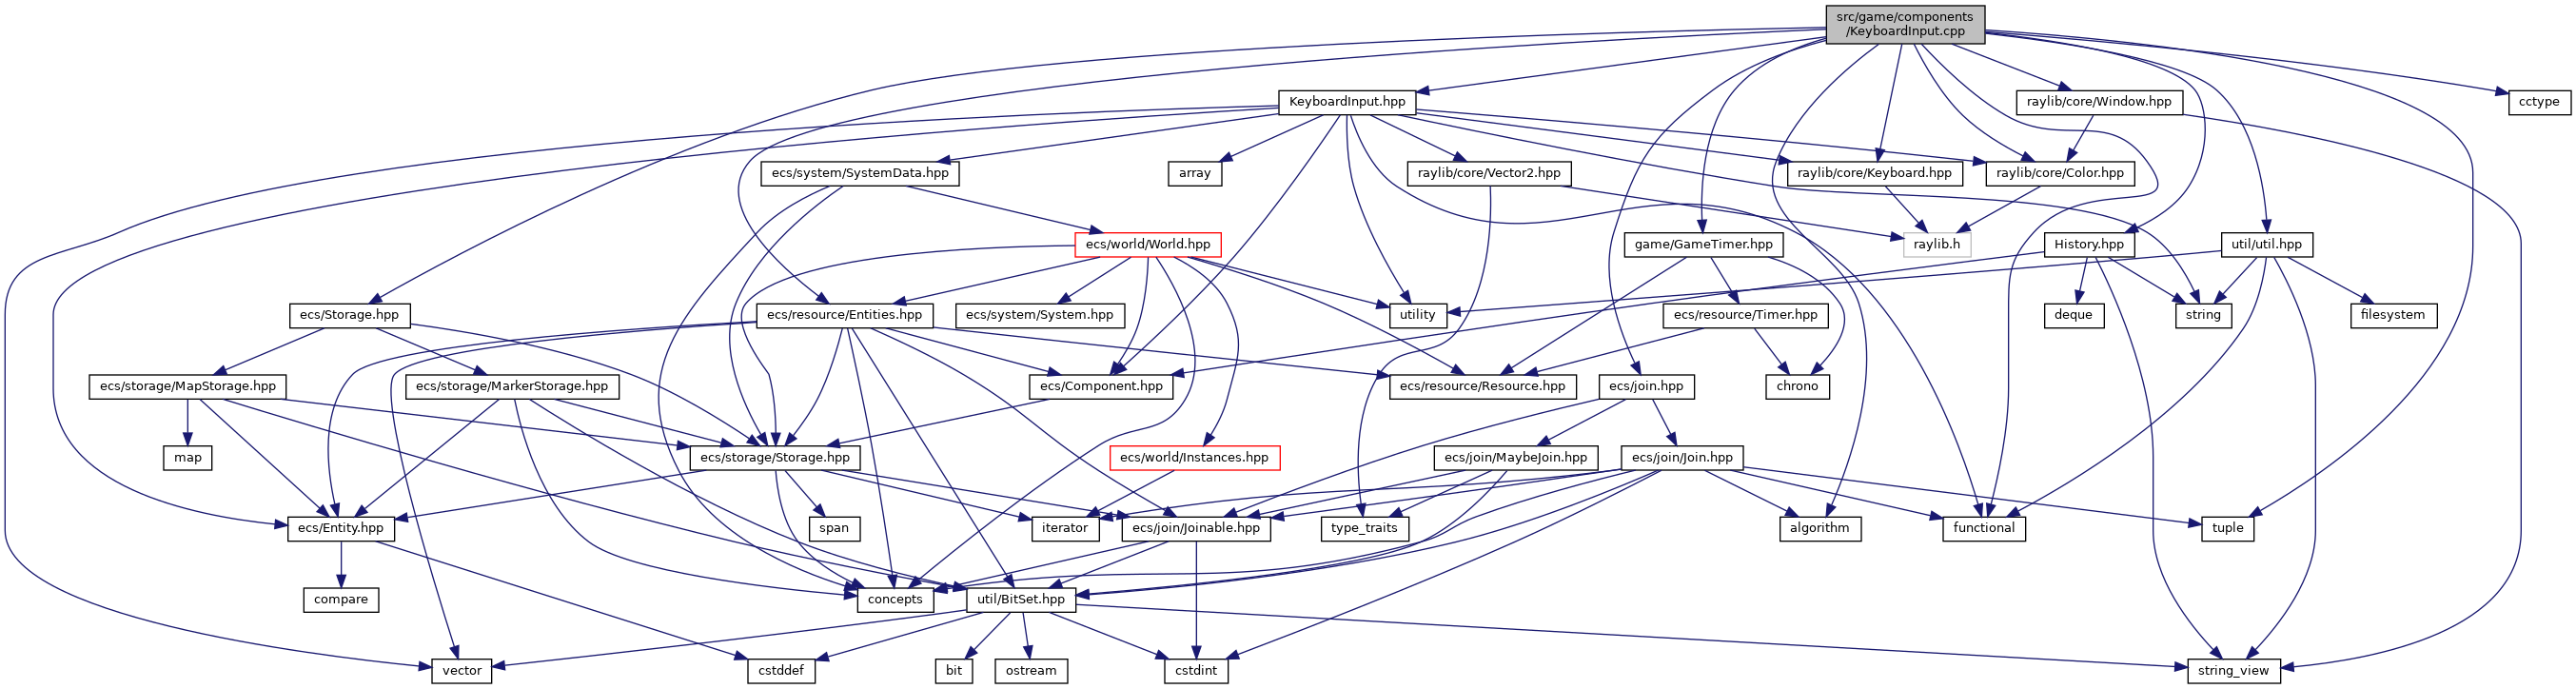 src/game/components
/KeyboardInput.cpp
KeyboardInput.hpp
raylib/core/Window.hpp
cctype
ecs/system/SystemData.hpp
array
raylib/core/Vector2.hpp
raylib/core/Keyboard.hpp
raylib/core/Color.hpp
ecs/world/World.hpp
game/GameTimer.hpp
raylib.h
History.hpp
util/util.hpp
ecs/Storage.hpp
ecs/resource/Entities.hpp
ecs/system/System.hpp
utility
ecs/resource/Timer.hpp
deque
string
filesystem
ecs/storage/MapStorage.hpp
ecs/storage/MarkerStorage.hpp
ecs/Component.hpp
ecs/resource/Resource.hpp
ecs/join.hpp
chrono
map
ecs/storage/Storage.hpp
ecs/world/Instances.hpp
ecs/join/MaybeJoin.hpp
ecs/join/Join.hpp
ecs/Entity.hpp
span
iterator
ecs/join/Joinable.hpp
type_traits
algorithm
functional
tuple
compare
concepts
util/BitSet.hpp
vector
cstddef
bit
ostream
cstdint
string_view